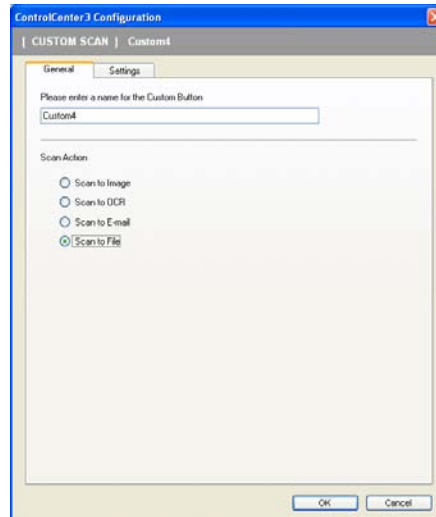 ControlCenter3 Configuration
| CUSTOM SCAN | Custom4
General Settings
Please enter a name for the Custom Button
Custom4
Scan Action
Scan to Image
Scan to OCR
Scan to E-mail
Scan to File
OK Cancel